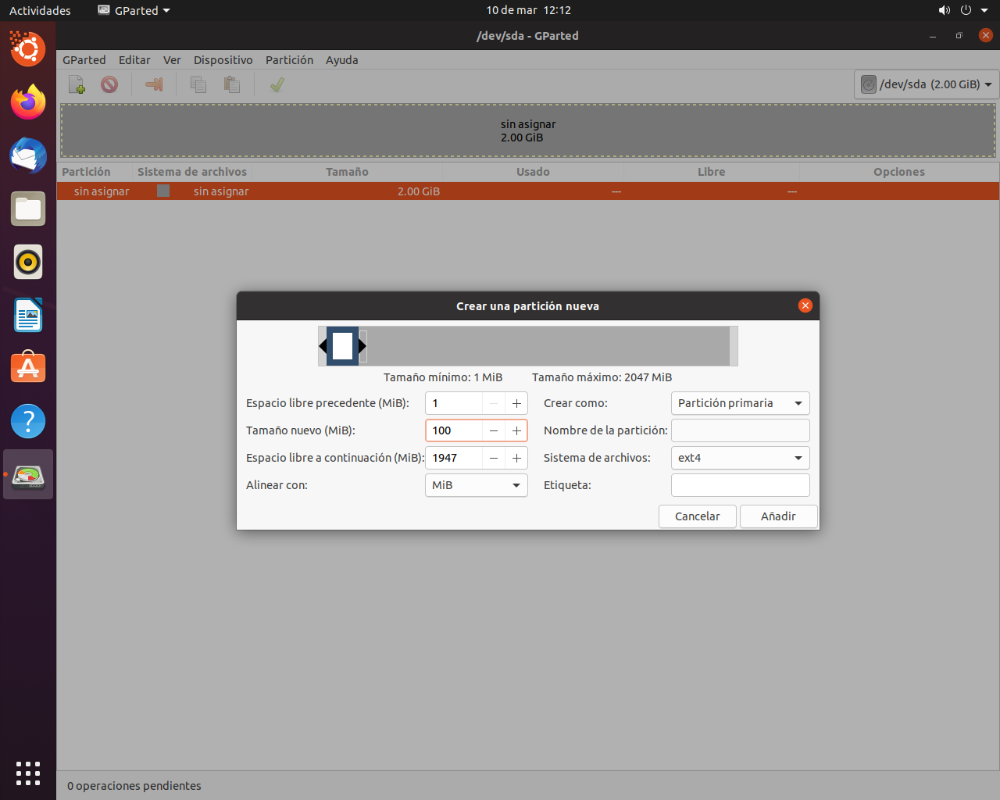 Actividades
GParted
10 de mar 12:12
/dev/sda - GParted
GParted Editar Ver Dispositivo Partición Ayuda
/dev/sda (2.00 GiB)
sin asignar
2.00 GiB
Partición Sistema de archivos Tamaño Usado Libre Opciones
sin asignar sin asignar 2.00 GiB --- ---
Crear una partición nueva
Tamaño mínimo: 1 MiB Tamaño máximo: 2047 MiB
Espacio libre precedente (MiB): 1 Crear como: Partición primaria
Tamaño nuevo (MiB): 100 Nombre de la partición:
Espacio libre a continuación (MiB): 1947 Sistema de archivos: ext4
Alinear con: MiB Etiqueta:
Cancelar Añadir
0 operaciones pendientes